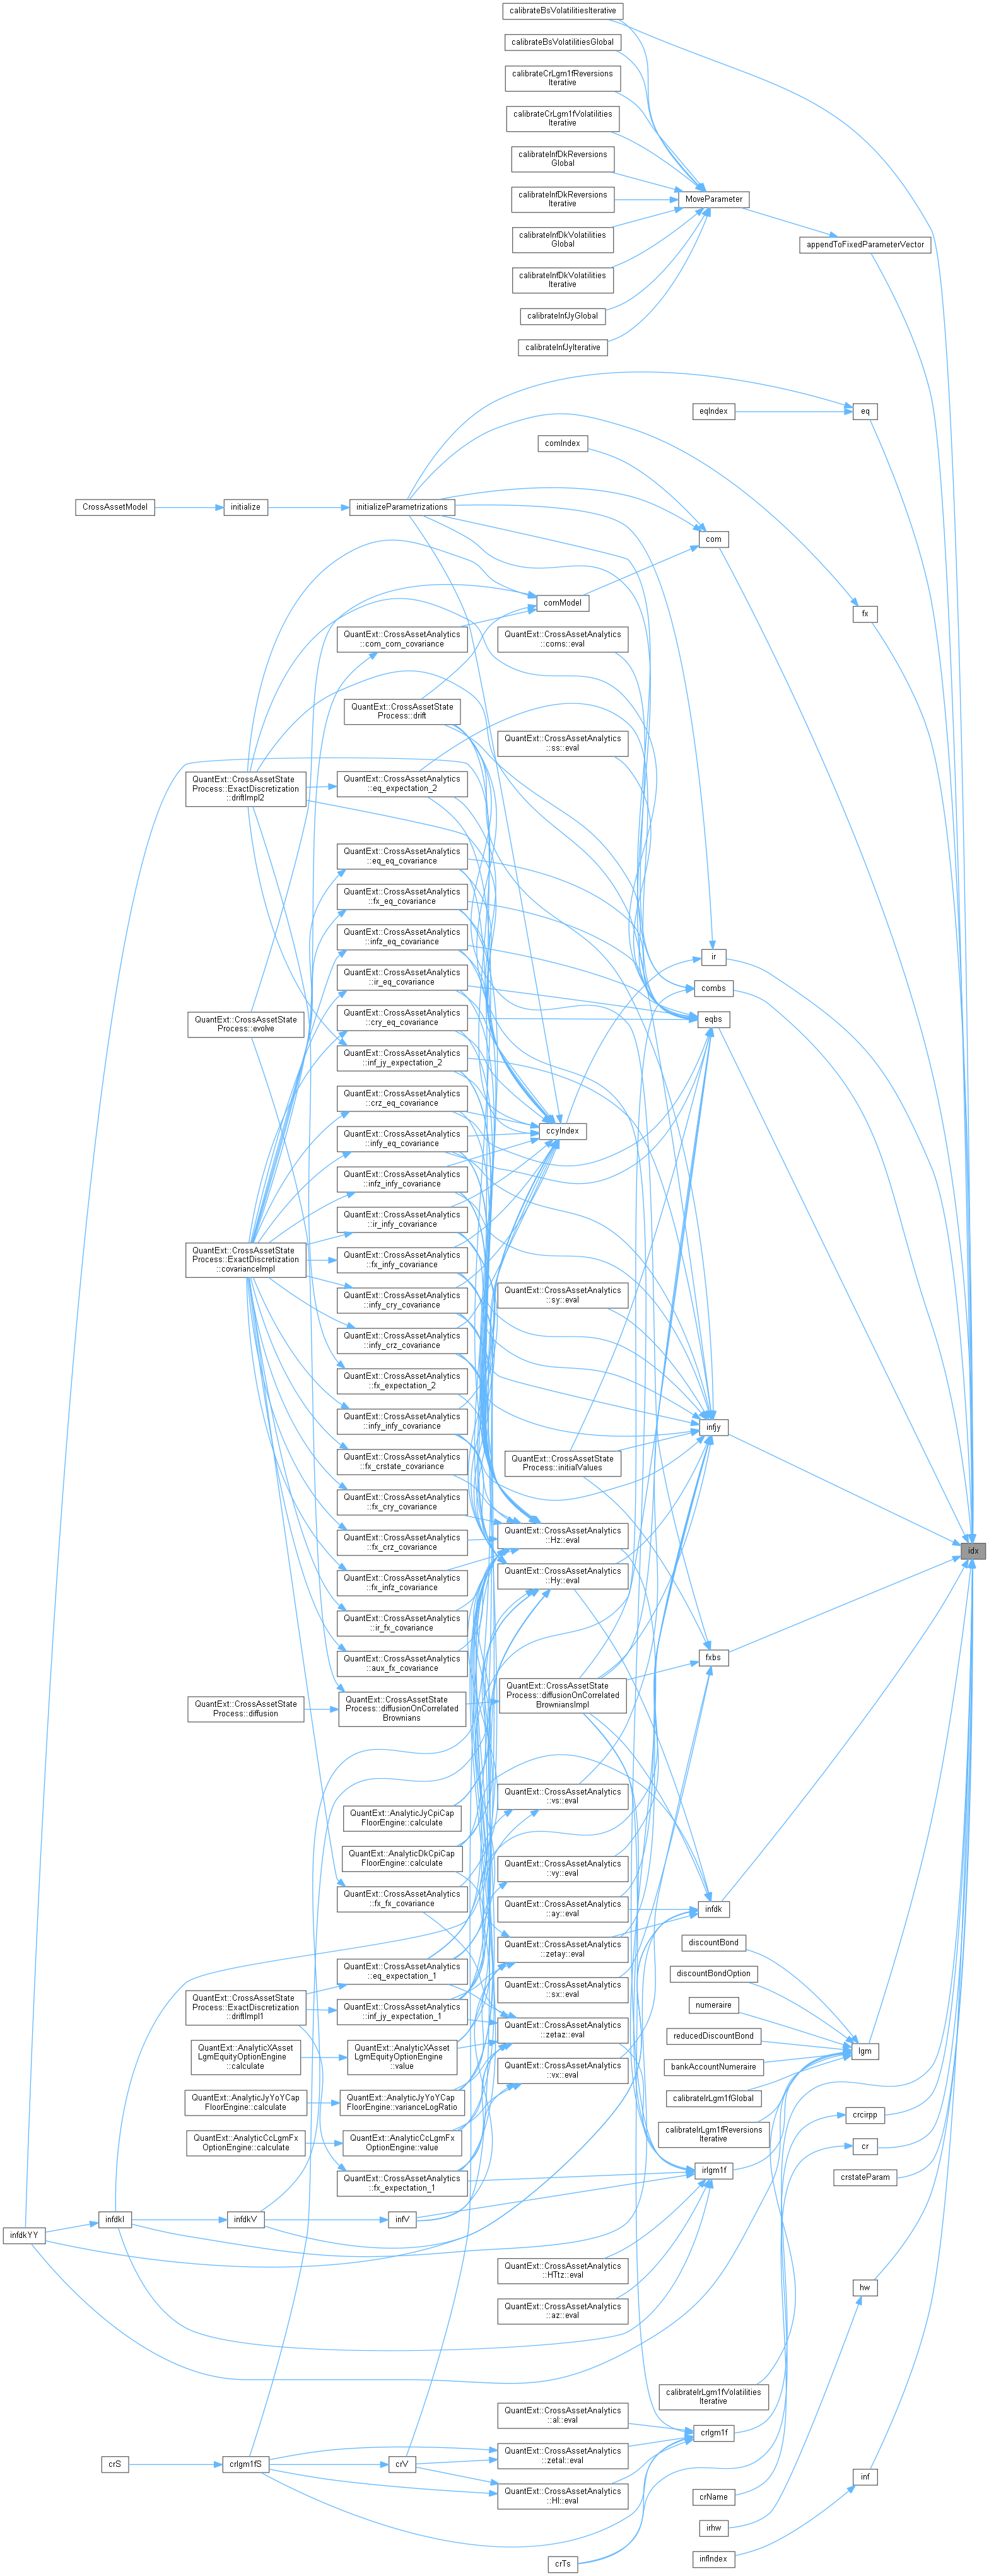 calibrateBsVolatilitiesIterative
calibrateBsVolatilitiesGlobal
calibrateCrLgm1fReversions
Iterative
calibrateCrLgm1fVolatilities
Iterative
calibrateInfDkReversions
Global
calibrateInfDkReversions
Iterative
MoveParameter
calibrateInfDkVolatilities
Global
appendToFixedParameterVector
calibrateInfDkVolatilities
Iterative
calibrateInfJyGlobal
calibrateInfJyIterative
eqIndex
eq
comIndex
CrossAssetModel
initialize
initializeParametrizations
com
comModel
fx
QuantExt::CrossAssetAnalytics
::com_com_covariance
QuantExt::CrossAssetAnalytics
::coms::eval
QuantExt::CrossAssetState
Process::drift
QuantExt::CrossAssetAnalytics
::ss::eval
QuantExt::CrossAssetState
Process::ExactDiscretization
::driftImpl2
QuantExt::CrossAssetAnalytics
::eq_expectation_2
QuantExt::CrossAssetAnalytics
::eq_eq_covariance
QuantExt::CrossAssetAnalytics
::fx_eq_covariance
QuantExt::CrossAssetAnalytics
::infz_eq_covariance
ir
QuantExt::CrossAssetAnalytics
::ir_eq_covariance
combs
QuantExt::CrossAssetState
Process::evolve
QuantExt::CrossAssetAnalytics
::cry_eq_covariance
eqbs
QuantExt::CrossAssetAnalytics
::inf_jy_expectation_2
QuantExt::CrossAssetAnalytics
::crz_eq_covariance
ccyIndex
QuantExt::CrossAssetAnalytics
::infy_eq_covariance
QuantExt::CrossAssetAnalytics
::infz_infy_covariance
QuantExt::CrossAssetAnalytics
::ir_infy_covariance
QuantExt::CrossAssetState
Process::ExactDiscretization
::covarianceImpl
QuantExt::CrossAssetAnalytics
::fx_infy_covariance
QuantExt::CrossAssetAnalytics
::infy_cry_covariance
QuantExt::CrossAssetAnalytics
::sy::eval
QuantExt::CrossAssetAnalytics
::infy_crz_covariance
QuantExt::CrossAssetAnalytics
::fx_expectation_2
QuantExt::CrossAssetAnalytics
::infy_infy_covariance
infjy
QuantExt::CrossAssetAnalytics
::fx_crstate_covariance
QuantExt::CrossAssetState
Process::initialValues
QuantExt::CrossAssetAnalytics
::fx_cry_covariance
QuantExt::CrossAssetAnalytics
::fx_crz_covariance
QuantExt::CrossAssetAnalytics
::Hz::eval
idx
QuantExt::CrossAssetAnalytics
::fx_infz_covariance
QuantExt::CrossAssetAnalytics
::Hy::eval
QuantExt::CrossAssetAnalytics
::ir_fx_covariance
QuantExt::CrossAssetAnalytics
::aux_fx_covariance
fxbs
QuantExt::CrossAssetState
Process::diffusion
QuantExt::CrossAssetState
Process::diffusionOnCorrelated
Brownians
QuantExt::CrossAssetState
Process::diffusionOnCorrelated
BrowniansImpl
QuantExt::CrossAssetAnalytics
::vs::eval
QuantExt::AnalyticJyCpiCap
FloorEngine::calculate
QuantExt::AnalyticDkCpiCap
FloorEngine::calculate
QuantExt::CrossAssetAnalytics
::vy::eval
QuantExt::CrossAssetAnalytics
::fx_fx_covariance
QuantExt::CrossAssetAnalytics
::ay::eval
infdk
QuantExt::CrossAssetAnalytics
::zetay::eval
discountBond
QuantExt::CrossAssetAnalytics
::eq_expectation_1
discountBondOption
QuantExt::CrossAssetState
Process::ExactDiscretization
::driftImpl1
QuantExt::CrossAssetAnalytics
::inf_jy_expectation_1
QuantExt::CrossAssetAnalytics
::sx::eval
numeraire
QuantExt::CrossAssetAnalytics
::zetaz::eval
reducedDiscountBond
lgm
QuantExt::AnalyticXAsset
LgmEquityOptionEngine
::calculate
QuantExt::AnalyticXAsset
LgmEquityOptionEngine
::value
QuantExt::CrossAssetAnalytics
::vx::eval
bankAccountNumeraire
calibrateIrLgm1fGlobal
QuantExt::AnalyticJyYoYCap
FloorEngine::calculate
QuantExt::AnalyticJyYoYCap
FloorEngine::varianceLogRatio
crcirpp
QuantExt::AnalyticCcLgmFx
OptionEngine::calculate
QuantExt::AnalyticCcLgmFx
OptionEngine::value
calibrateIrLgm1fReversions
Iterative
cr
QuantExt::CrossAssetAnalytics
::fx_expectation_1
irlgm1f
crstateParam
infdkYY
infdkI
infdkV
infV
QuantExt::CrossAssetAnalytics
::HTtz::eval
hw
QuantExt::CrossAssetAnalytics
::az::eval
calibrateIrLgm1fVolatilities
Iterative
QuantExt::CrossAssetAnalytics
::al::eval
crlgm1f
QuantExt::CrossAssetAnalytics
::zetal::eval
crS
crlgm1fS
crV
inf
QuantExt::CrossAssetAnalytics
::Hl::eval
crName
irhw
infIndex
crTs